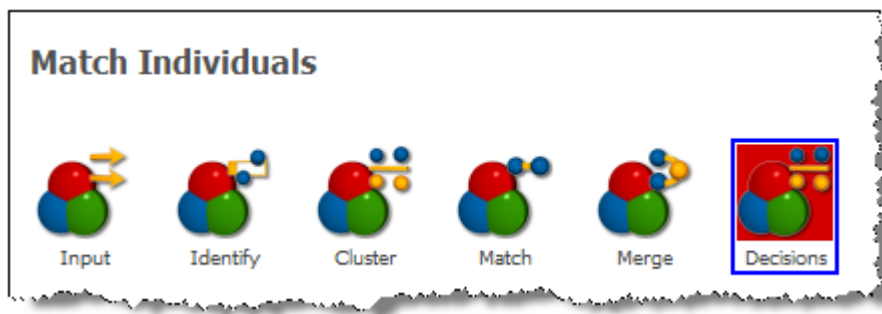 Match Individuals
Input Identify Cluster Match Merge Decisions